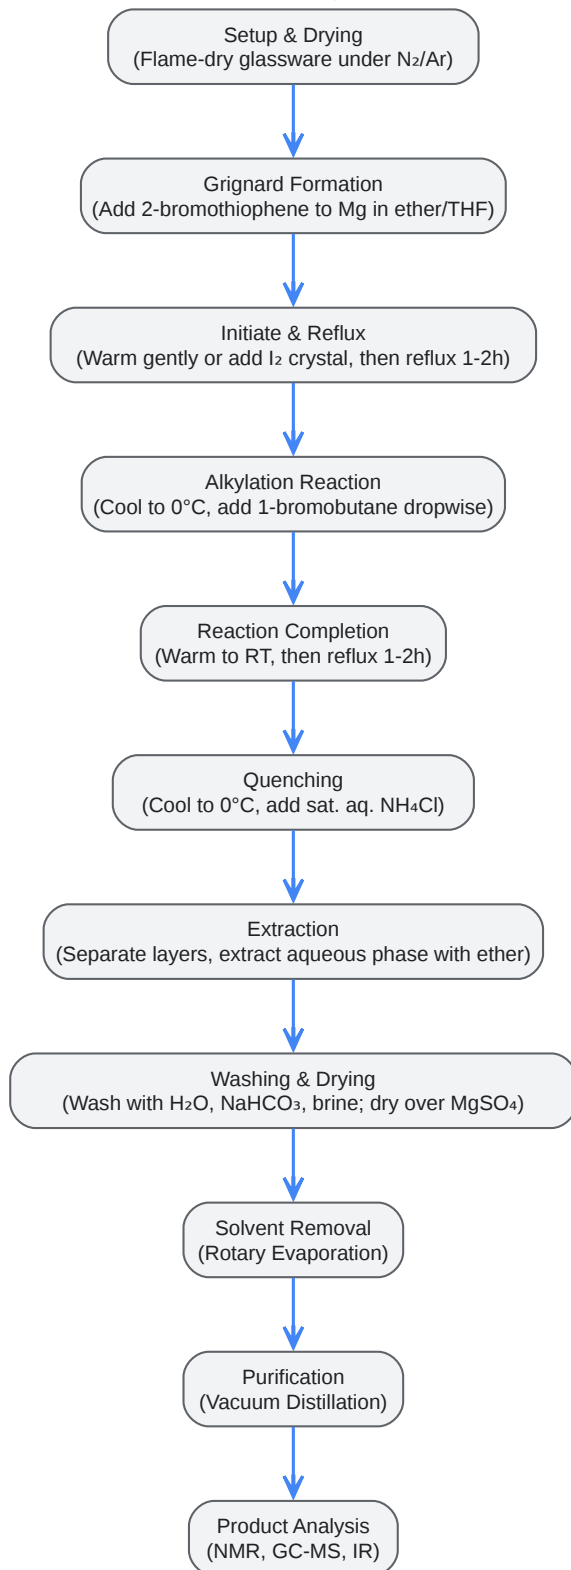 Setup & Drying
(Flame-dry glassware under N₂/Ar)
Grignard Formation
(Add 2-bromothiophene to Mg in ether/THF)
Initiate & Reflux
(Warm gently or add I₂ crystal, then reflux 1-2h)
Alkylation Reaction
(Cool to 0°C, add 1-bromobutane dropwise)
Reaction Completion
(Warm to RT, then reflux 1-2h)
Quenching
(Cool to 0°C, add sat. aq. NH₄Cl)
Extraction
(Separate layers, extract aqueous phase with ether)
Washing & Drying
(Wash with H₂O, NaHCO₃, brine; dry over MgSO₄)
Solvent Removal
(Rotary Evaporation)
Purification
(Vacuum Distillation)
Product Analysis
(NMR, GC-MS, IR)